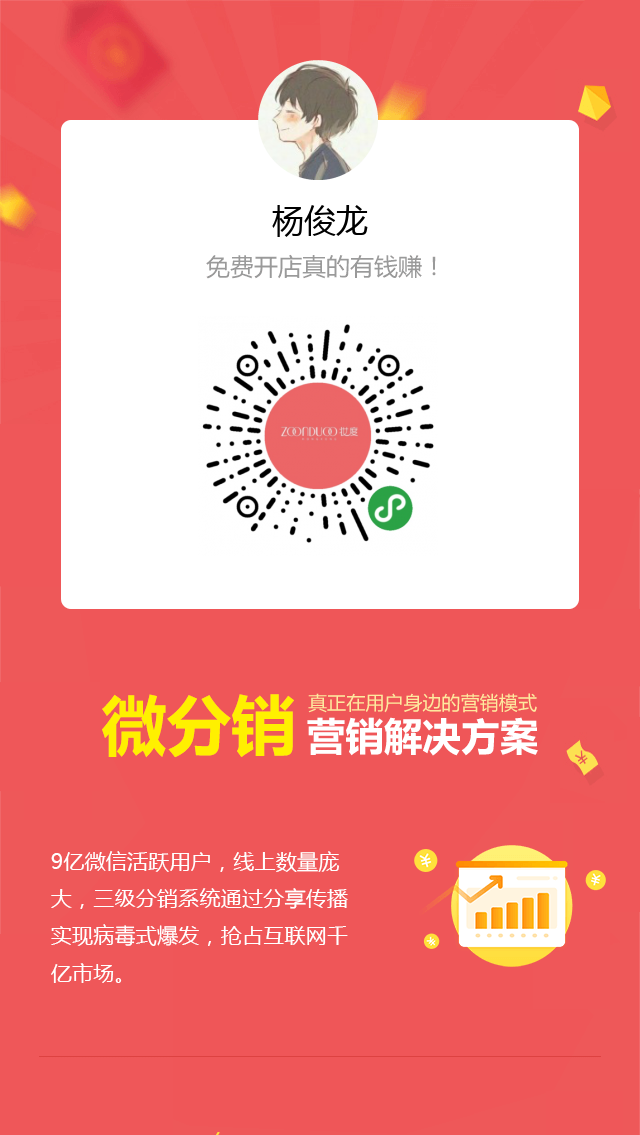 杨俊龙
免费开店真的有钱赚！
ZOONDUOO 仅度
微分销
真正在用户身边的营销模式
营销解决方案
9亿微信活跃用户，线上数量庞
大，三级分销系统通过分享传播
实现病毒式爆发，抢占互联网千
亿市场。